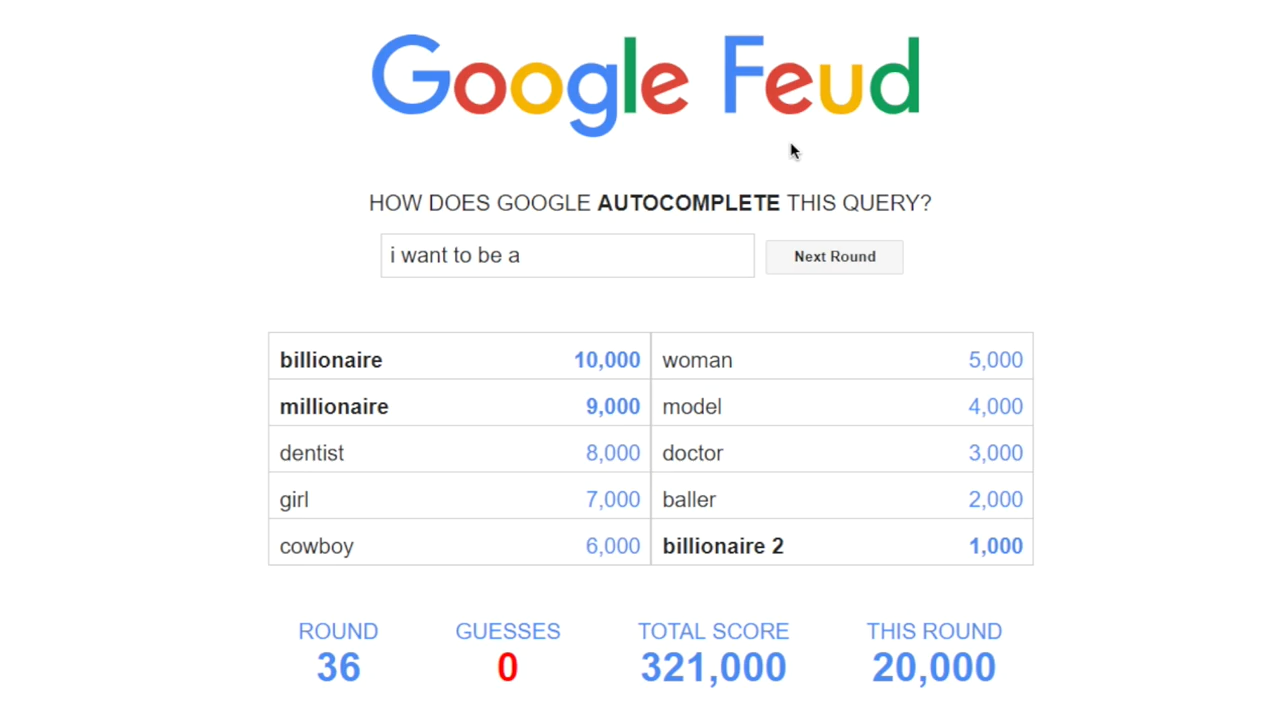 Google Feud
HOW DOES GOOGLE AUTOCOMPLETE THIS QUERY?
i want to be a Next Round
billionaire 10,000 woman 5,000
millionaire 9,000 model 4,000
dentist 8,000 doctor 3,000
girl 7,000 baller 2,000
cowboy 6,000 billionaire 2 1,000
ROUND GUESSES TOTAL SCORE THIS ROUND
36 0 321,000 20,000